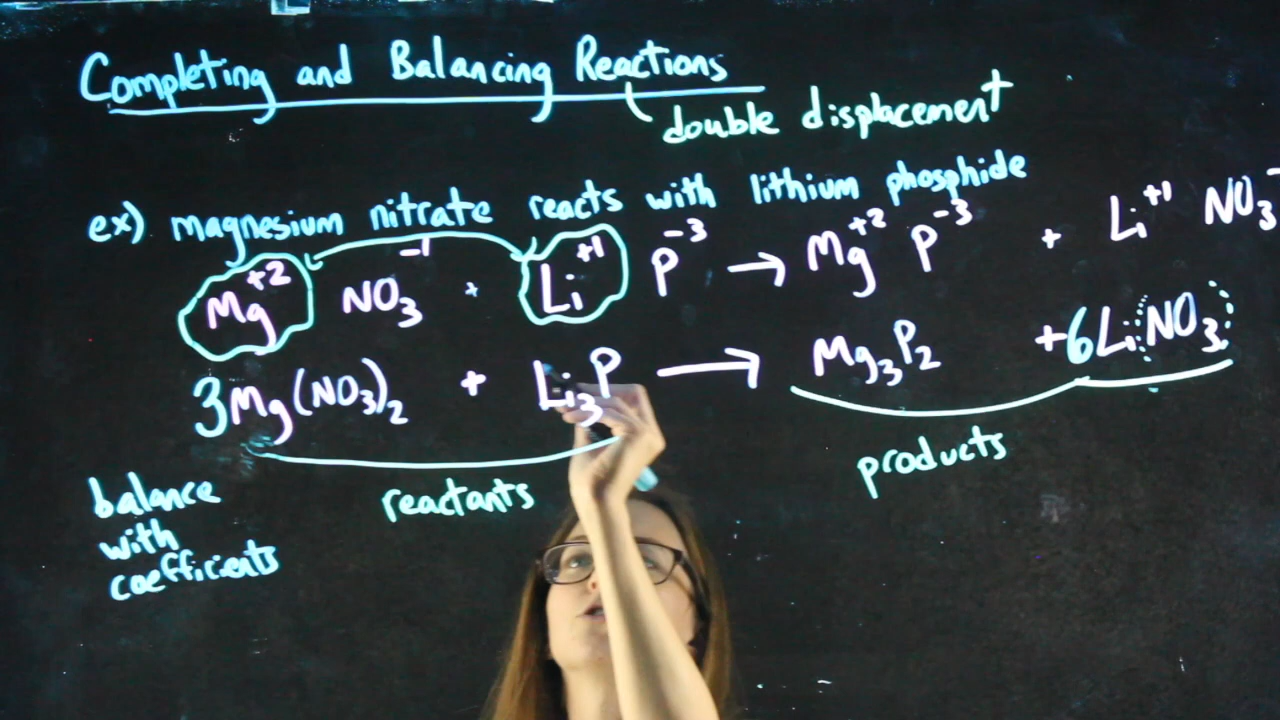 Completing and Balancing Reactions
double displacement
ex) magnesium nitrate reacts with lithium phosphide
Mg⁺² NO₃⁻¹ + Li⁺¹ P⁻³ → Mg⁺² P⁻³ + Li⁺¹ NO₃⁻
3Mg(NO₃)₂ + Li₃P → Mg₃P₂ + 6LiNO₃
reactants
products
balance
with
coefficients